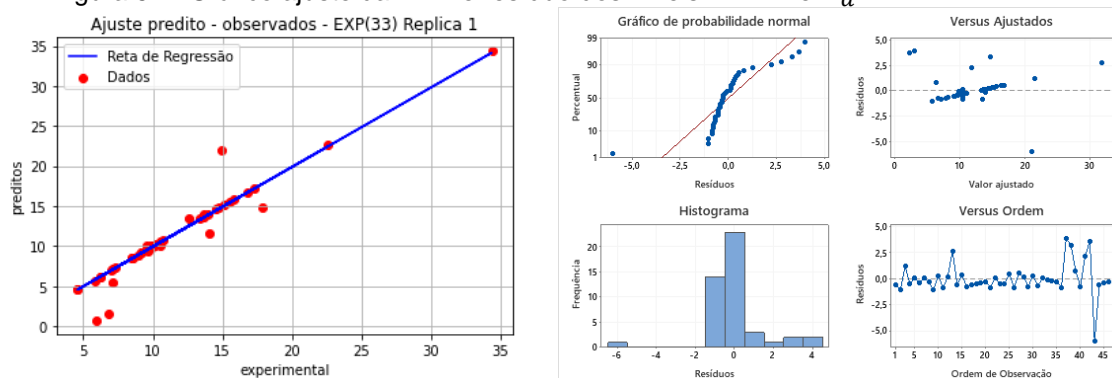 Ajuste predito - observados - EXP(33) Replica 1
Reta de Regressão
Dados
preditos
35
30
25
20
15
10
5
0
5 10 15 20 25 30 35
experimental
Gráfico de probabilidade normal
Percentual
99
90
50
10
1
-5,0 -2,5 0,0 2,5 5,0
Resíduos
Versus Ajustados
Resíduos
5,0
2,5
0,0
-2,5
-5,0
0 10 20 30
Valor ajustado
Histograma
Frequência
20
15
10
5
0
-6 -4 -2 0 2 4
Resíduos
Versus Ordem
Resíduos
5,0
2,5
0,0
-2,5
-5,0
1 5 10 15 20 25 30 35 40 45
Ordem de Observação